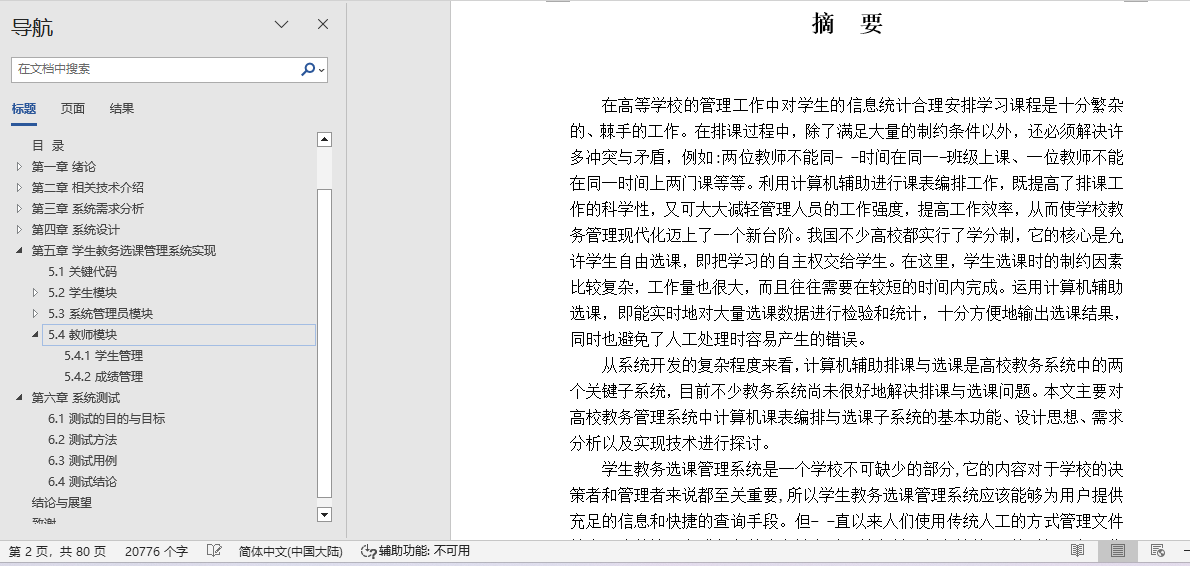 导航
在文档中搜索
标题 页面 结果
目 录
第一章 绪论
第二章 相关技术介绍
第三章 系统需求分析
第四章 系统设计
第五章 学生教务选课管理系统实现
5.1 关键代码
5.2 学生模块
5.3 系统管理员模块
5.4 教师模块
5.4.1 学生管理
5.4.2 成绩管理
第六章 系统测试
6.1 测试的目的与目标
6.2 测试方法
6.3 测试用例
6.4 测试结论
结论与展望
致谢
摘 要
在高等学校的管理工作中对学生的信息统计合理安排学习课程是十分繁杂
的、棘手的工作。在排课过程中，除了满足大量的制约条件以外，还必须解决许
多冲突与矛盾，例如:两位教师不能同- -时间在同一-班级上课、一位教师不能
在同一时间上两门课等等。利用计算机辅助进行课表编排工作，既提高了排课工
作的科学性，又可大大减轻管理人员的工作强度，提高工作效率，从而使学校教
务管理现代化迈上了一个新台阶。我国不少高校都实行了学分制，它的核心是允
许学生自由选课，即把学习的自主权交给学生。在这里，学生选课时的制约因素
比较复杂，工作量也很大，而且往往需要在较短的时间内完成。运用计算机辅助
选课，即能实时地对大量选课数据进行检验和统计，十分方便地输出选课结果，
同时也避免了人工处理时容易产生的错误。
从系统开发的复杂程度来看,计算机辅助排课与选课是高校教务系统中的两
个关键子系统，目前不少教务系统尚未很好地解决排课与选课问题。本文主要对
高校教务管理系统中计算机课表编排与选课子系统的基本功能、设计思想、需求
分析以及实现技术进行探讨。
学生教务选课管理系统是一个学校不可缺少的部分,它的内容对于学校的决
策者和管理者来说都至关重要,所以学生教务选课管理系统应该能够为用户提供
充足的信息和快捷的查询手段。但- -直以来人们使用传统人工的方式管理文件
第 2 页，共 80 页 20776 个字 简体中文(中国大陆) 辅助功能: 不可用